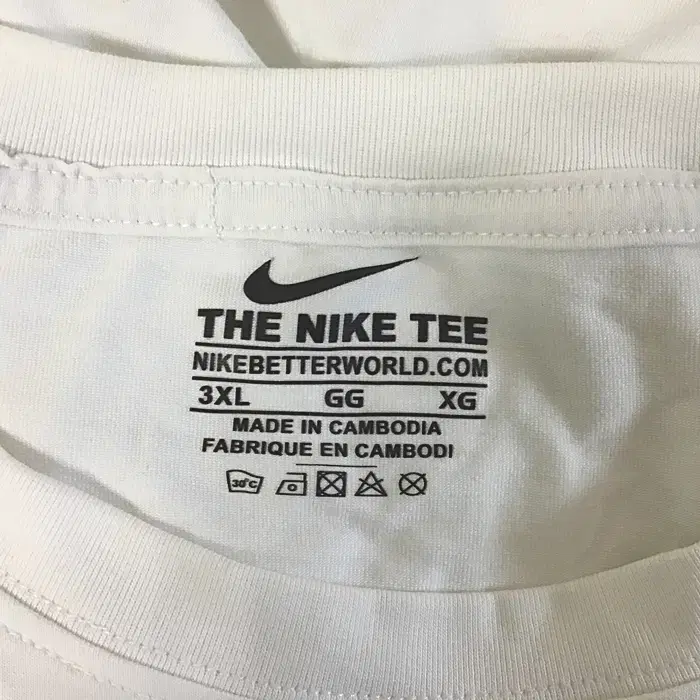 THE NIKE TEE
NIKEBETTERWORLD.COM
3XL GG XG
MADE IN CAMBODIA
FABRIQUE EN CAMBODI
30°C